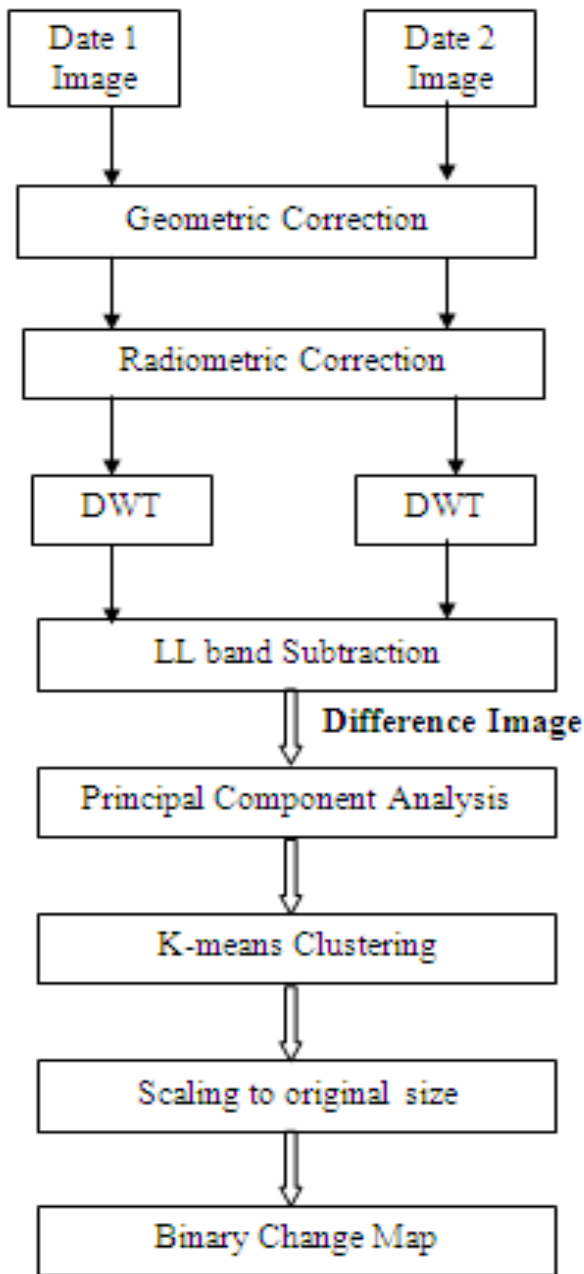 Date 1
Image
Date 2
Image
Geometric Correction
Radiometric Correction
DWT
DWT
LL band Subtraction
Difference Image
Principal Component Analysis
K-means Clustering
Scaling to original size
Binary Change Map